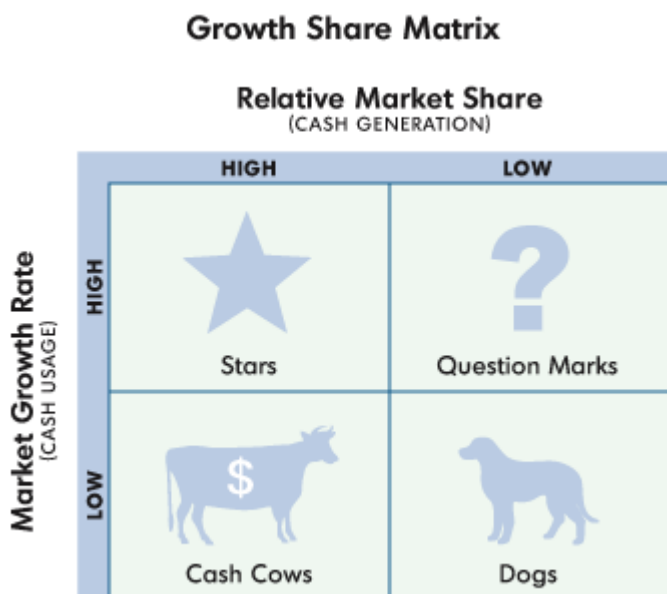 Growth Share Matrix
Relative Market Share
(CASH GENERATION)
HIGH
LOW
Market Growth Rate
(CASH USAGE)
HIGH
?
Stars
Question Marks
LOW
$
Cash Cows
Dogs